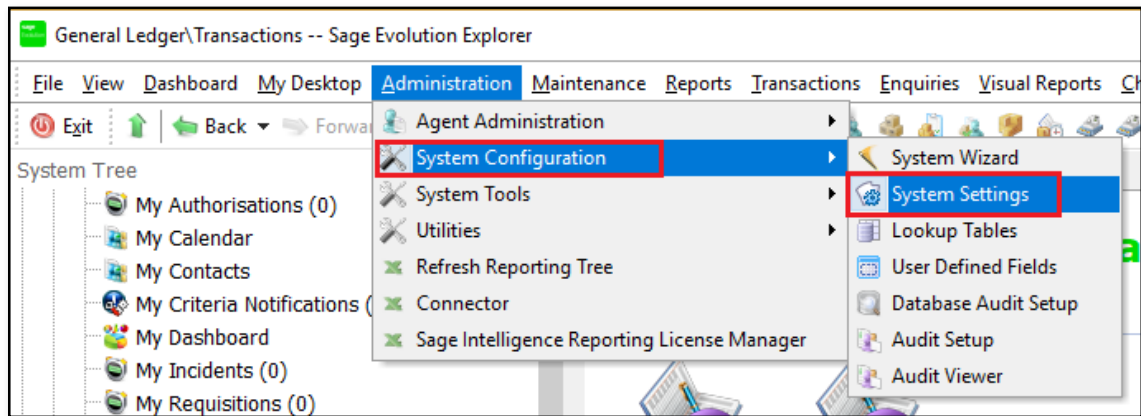 General Ledger\Transactions -- Sage Evolution Explorer
File View Dashboard My Desktop Administration Maintenance Reports Transactions Enquiries Visual Reports
Exit Back
System Tree
My Authorisations (0)
My Calendar
My Contacts
My Criteria Notifications (
My Dashboard
My Incidents (0)
My Requisitions (0)
Agent Administration
System Configuration
System Tools
Utilities
Refresh Reporting Tree
Connector
Sage Intelligence Reporting License Manager
System Wizard
System Settings
Lookup Tables
User Defined Fields
Database Audit Setup
Audit Setup
Audit Viewer